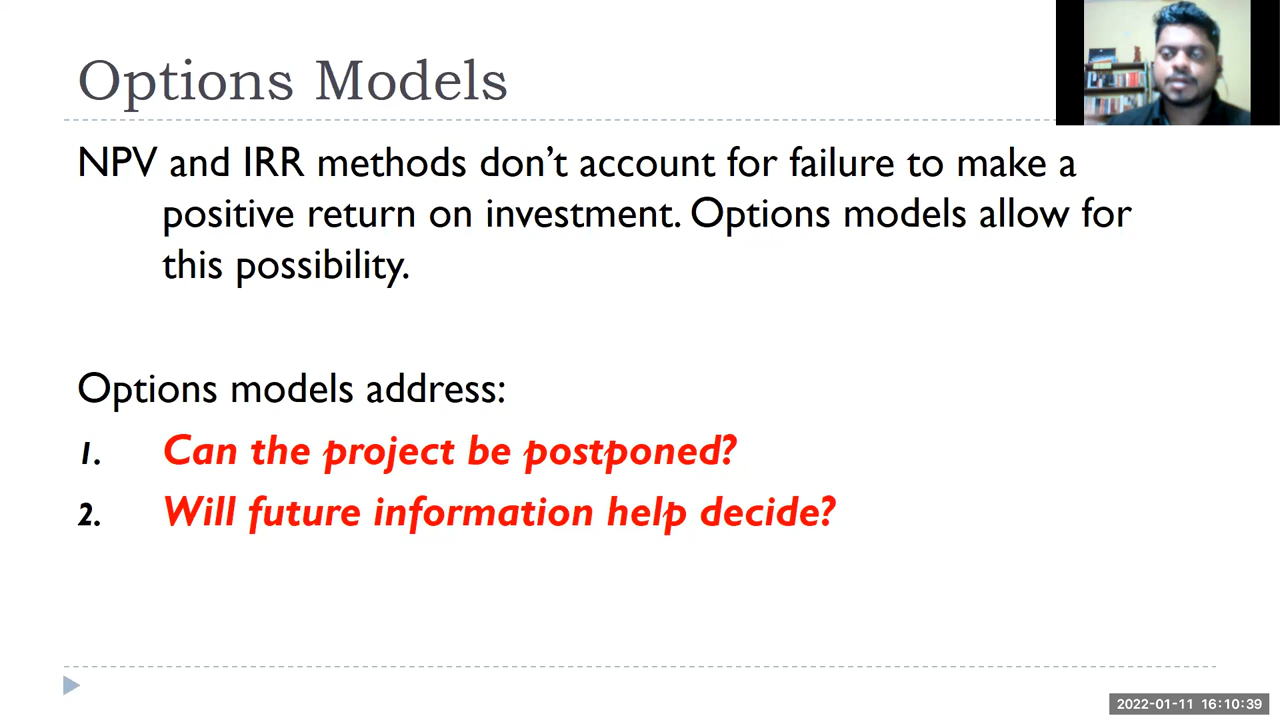 Options Models
NPV and IRR methods don't account for failure to make a
positive return on investment. Options models allow for
this possibility.
Options models address:
1. Can the project be postponed?
2. Will future information help decide?
2022-01-11 16:10:39